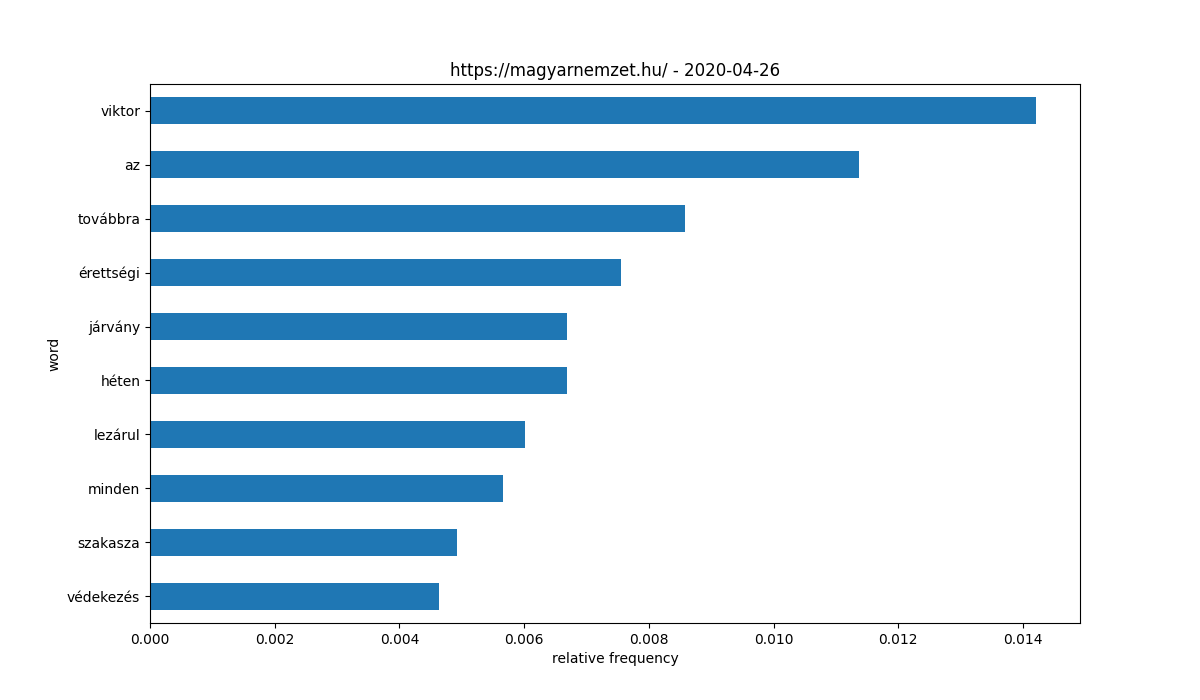 https://magyarnemzet.hu/ - 2020-04-26
viktor
az
továbbra
érettségi
járvány
héten
lezárul
minden
szakasza
védekezés
word
0.000 0.002 0.004 0.006 0.008 0.010 0.012 0.014
relative frequency